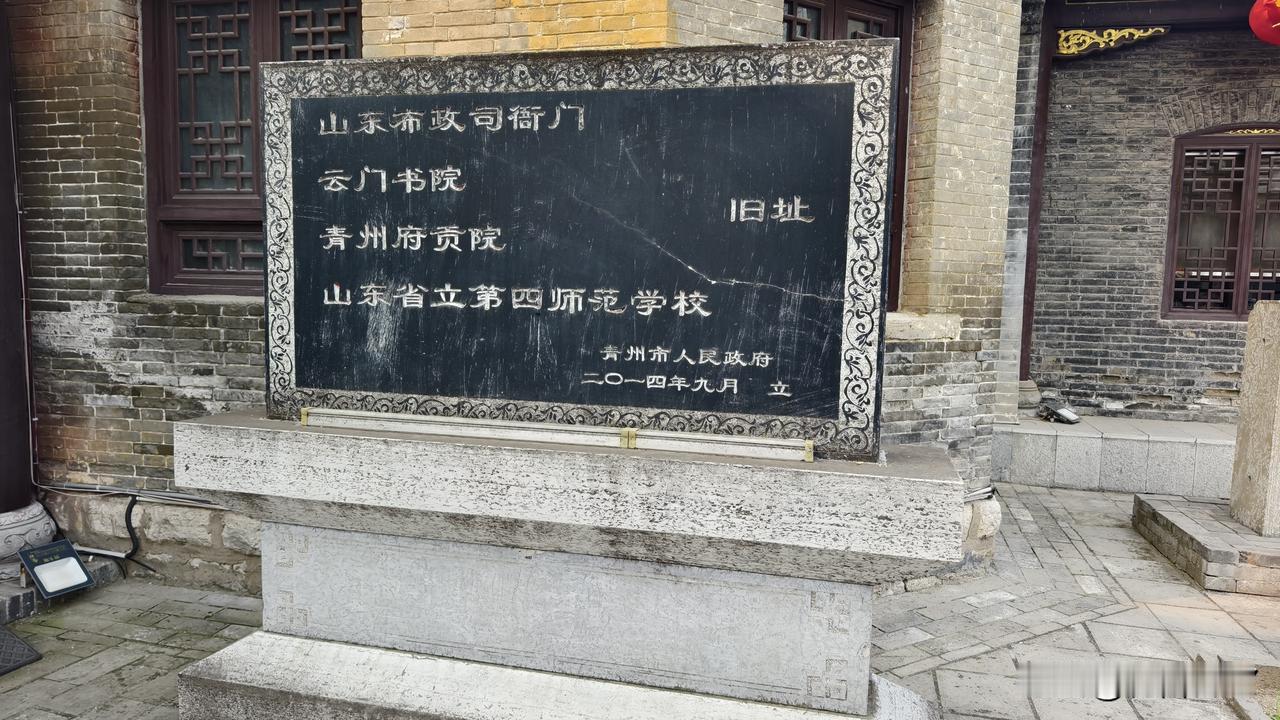 山东布政司衙门
云门书院
旧址
青州府贡院
山东省立第四师范学校
青州市人民政府
二〇一四年九月 立